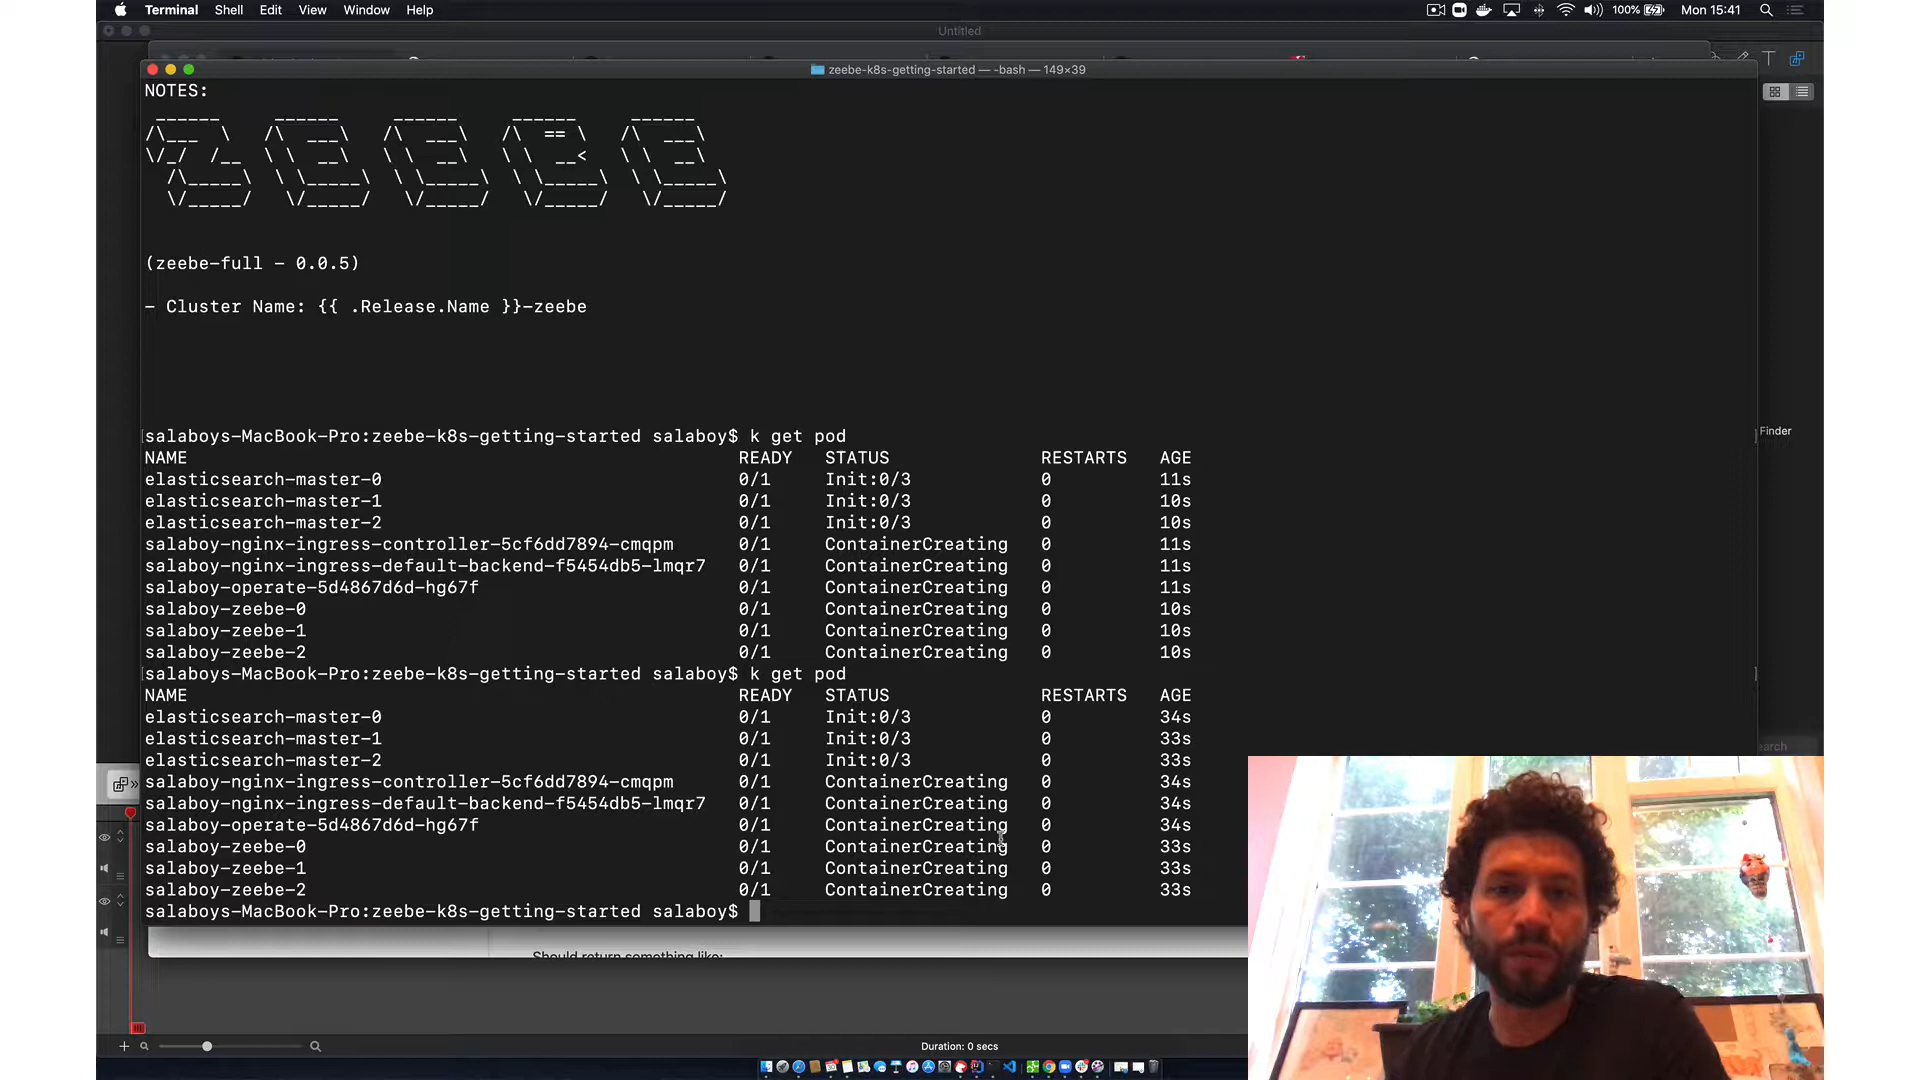 Terminal Shell Edit View Window Help 100% Mon 15:41
Untitled
zeebe-k8s-getting-started — -bash — 149×39
NOTES:
ZEEBE
(zeebe-full - 0.0.5)
- Cluster Name: {{ .Release.Name }}-zeebe
Finder
salaboys-MacBook-Pro:zeebe-k8s-getting-started salaboy$ k get pod
NAME READY STATUS RESTARTS AGE
elasticsearch-master-0 0/1 Init:0/3 0 11s
elasticsearch-master-1 0/1 Init:0/3 0 10s
elasticsearch-master-2 0/1 Init:0/3 0 10s
salaboy-nginx-ingress-controller-5cf6dd7894-cmqpm 0/1 ContainerCreating 0 11s
salaboy-nginx-ingress-default-backend-f5454db5-lmqr7 0/1 ContainerCreating 0 11s
salaboy-operate-5d4867d6d-hg67f 0/1 ContainerCreating 0 11s
salaboy-zeebe-0 0/1 ContainerCreating 0 10s
salaboy-zeebe-1 0/1 ContainerCreating 0 10s
salaboy-zeebe-2 0/1 ContainerCreating 0 10s
salaboys-MacBook-Pro:zeebe-k8s-getting-started salaboy$ k get pod
NAME READY STATUS RESTARTS AGE
elasticsearch-master-0 0/1 Init:0/3 0 34s
elasticsearch-master-1 0/1 Init:0/3 0 33s
elasticsearch-master-2 0/1 Init:0/3 0 33s
salaboy-nginx-ingress-controller-5cf6dd7894-cmqpm 0/1 ContainerCreating 0 34s
salaboy-nginx-ingress-default-backend-f5454db5-lmqr7 0/1 ContainerCreating 0 34s
salaboy-operate-5d4867d6d-hg67f 0/1 ContainerCreating 0 34s
salaboy-zeebe-0 0/1 ContainerCreating 0 33s
salaboy-zeebe-1 0/1 ContainerCreating 0 33s
salaboy-zeebe-2 0/1 ContainerCreating 0 33s
salaboys-MacBook-Pro:zeebe-k8s-getting-started salaboy$
Should return something like:
Duration: 0 secs